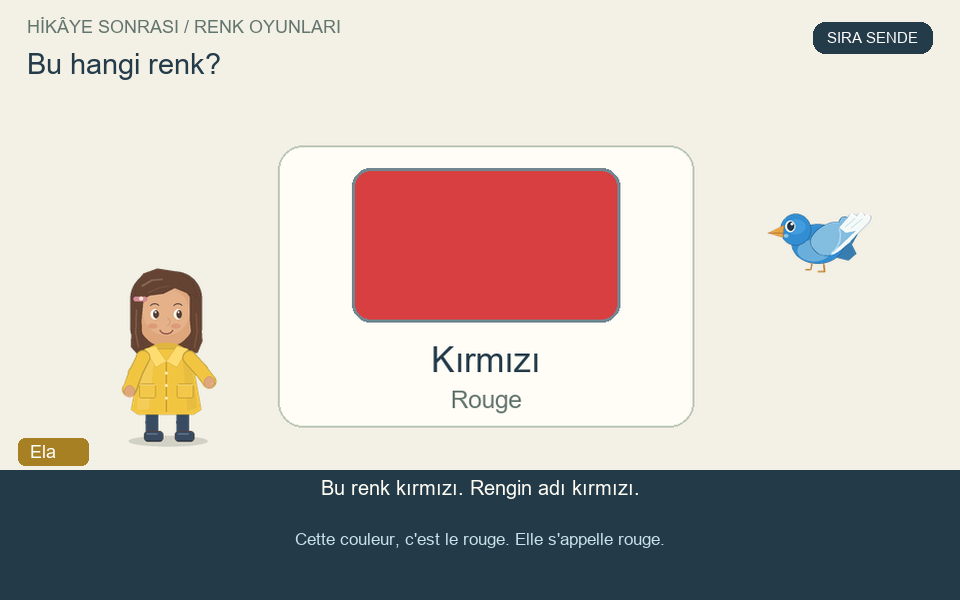 HİKÂYE SONRASI / RENK OYUNLARI
SIRA SENDE
Bu hangi renk?
Kırmızı
Rouge
Ela
Bu renk kırmızı. Rengin adı kırmızı.
Cette couleur, c'est le rouge. Elle s'appelle rouge.